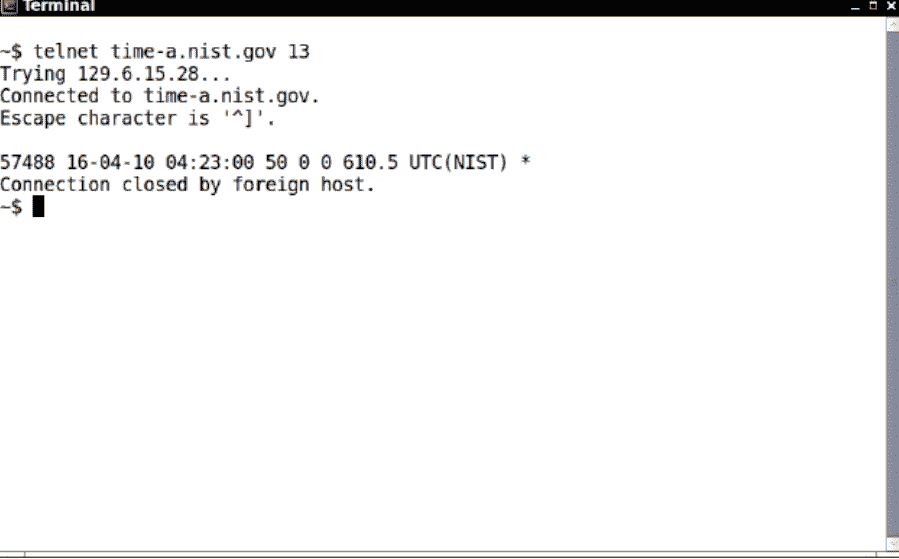 Terminal
~$ telnet time-a.nist.gov 13
Trying 129.6.15.28...
Connected to time-a.nist.gov.
Escape character is '^]'.
57488 16-04-10 04:23:00 50 0 0 610.5 UTC(NIST) *
Connection closed by foreign host.
~$